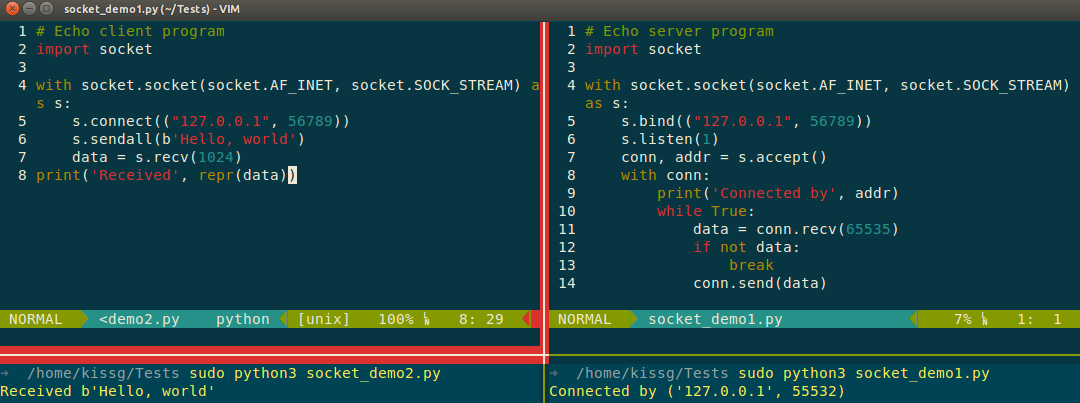 socket_demo1.py (~/Tests) - VIM
1 # Echo client program
2 import socket
3
4 with socket.socket(socket.AF_INET, socket.SOCK_STREAM) a
s s:
5     s.connect(("127.0.0.1", 56789))
6     s.sendall(b'Hello, world')
7     data = s.recv(1024)
8 print('Received', repr(data))
NORMAL <demo2.py python [unix] 100% ␤ 8: 29
➜ /home/kissg/Tests sudo python3 socket_demo2.py
Received b'Hello, world'
1 # Echo server program
2 import socket
3
4 with socket.socket(socket.AF_INET, socket.SOCK_STREAM)
as s:
5     s.bind(("127.0.0.1", 56789))
6     s.listen(1)
7     conn, addr = s.accept()
8     with conn:
9         print('Connected by', addr)
10         while True:
11             data = conn.recv(65535)
12             if not data:
13                 break
14             conn.send(data)
NORMAL socket_demo1.py 7% ␤ 1: 1
➜ /home/kissg/Tests sudo python3 socket_demo1.py
Connected by ('127.0.0.1', 55532)